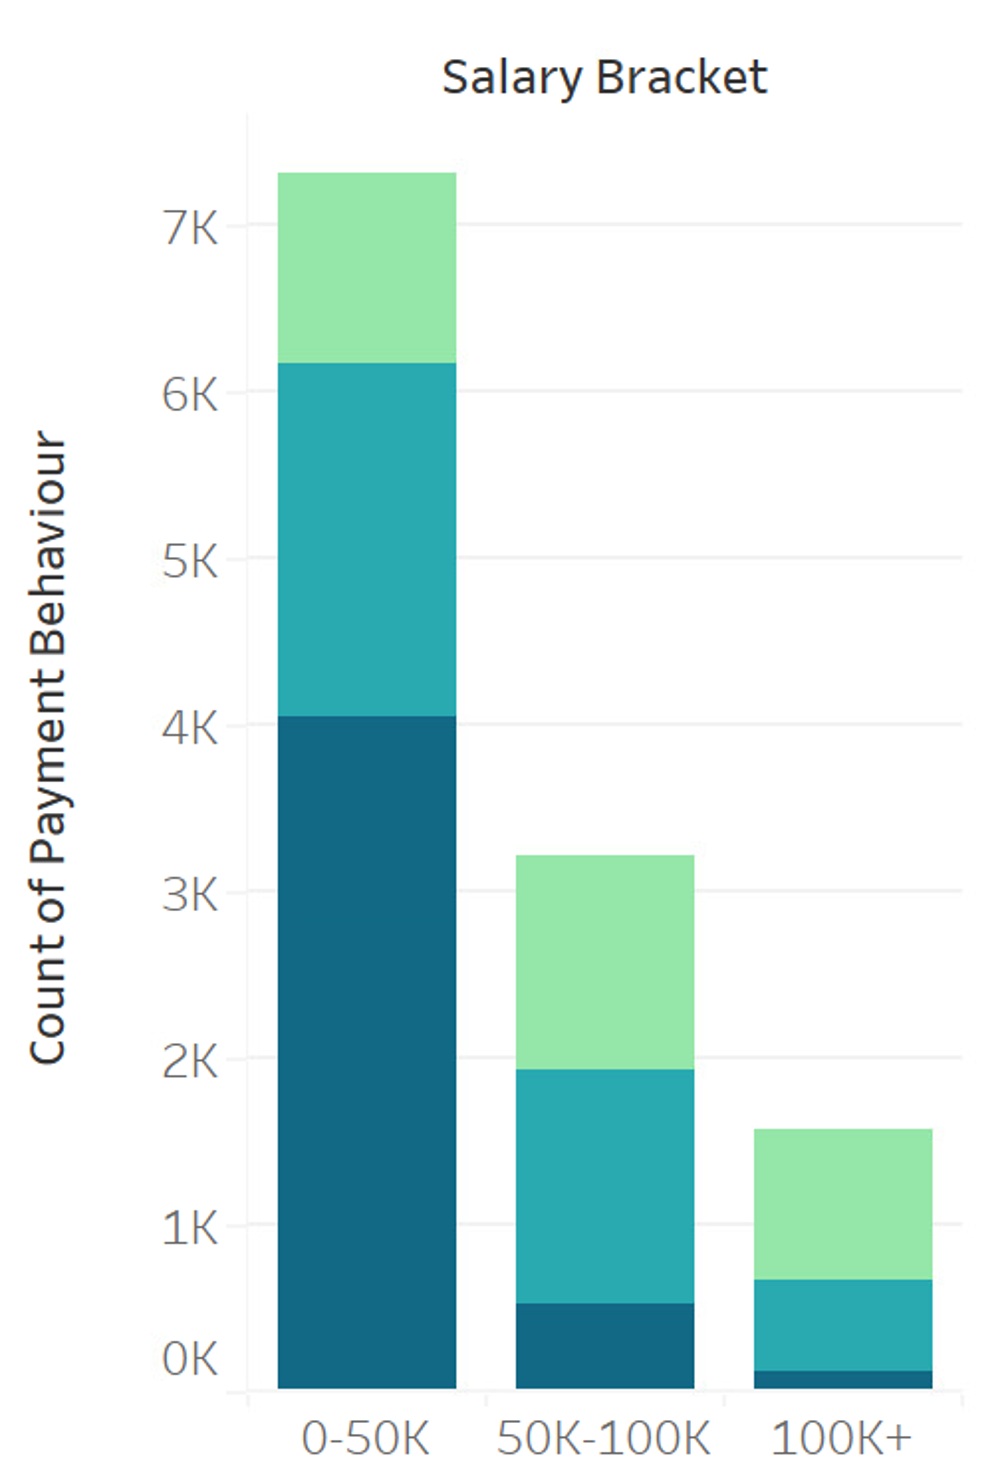 Salary Bracket
Count of Payment Behaviour
7K
6K
5K
4K
3K
2K
1K
0K
0-50K
50K-100K
100K+